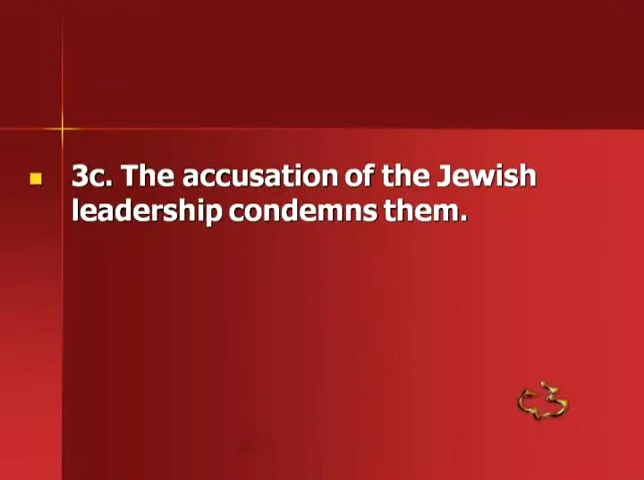 3c. The accusation of the Jewish
leadership condemns them.